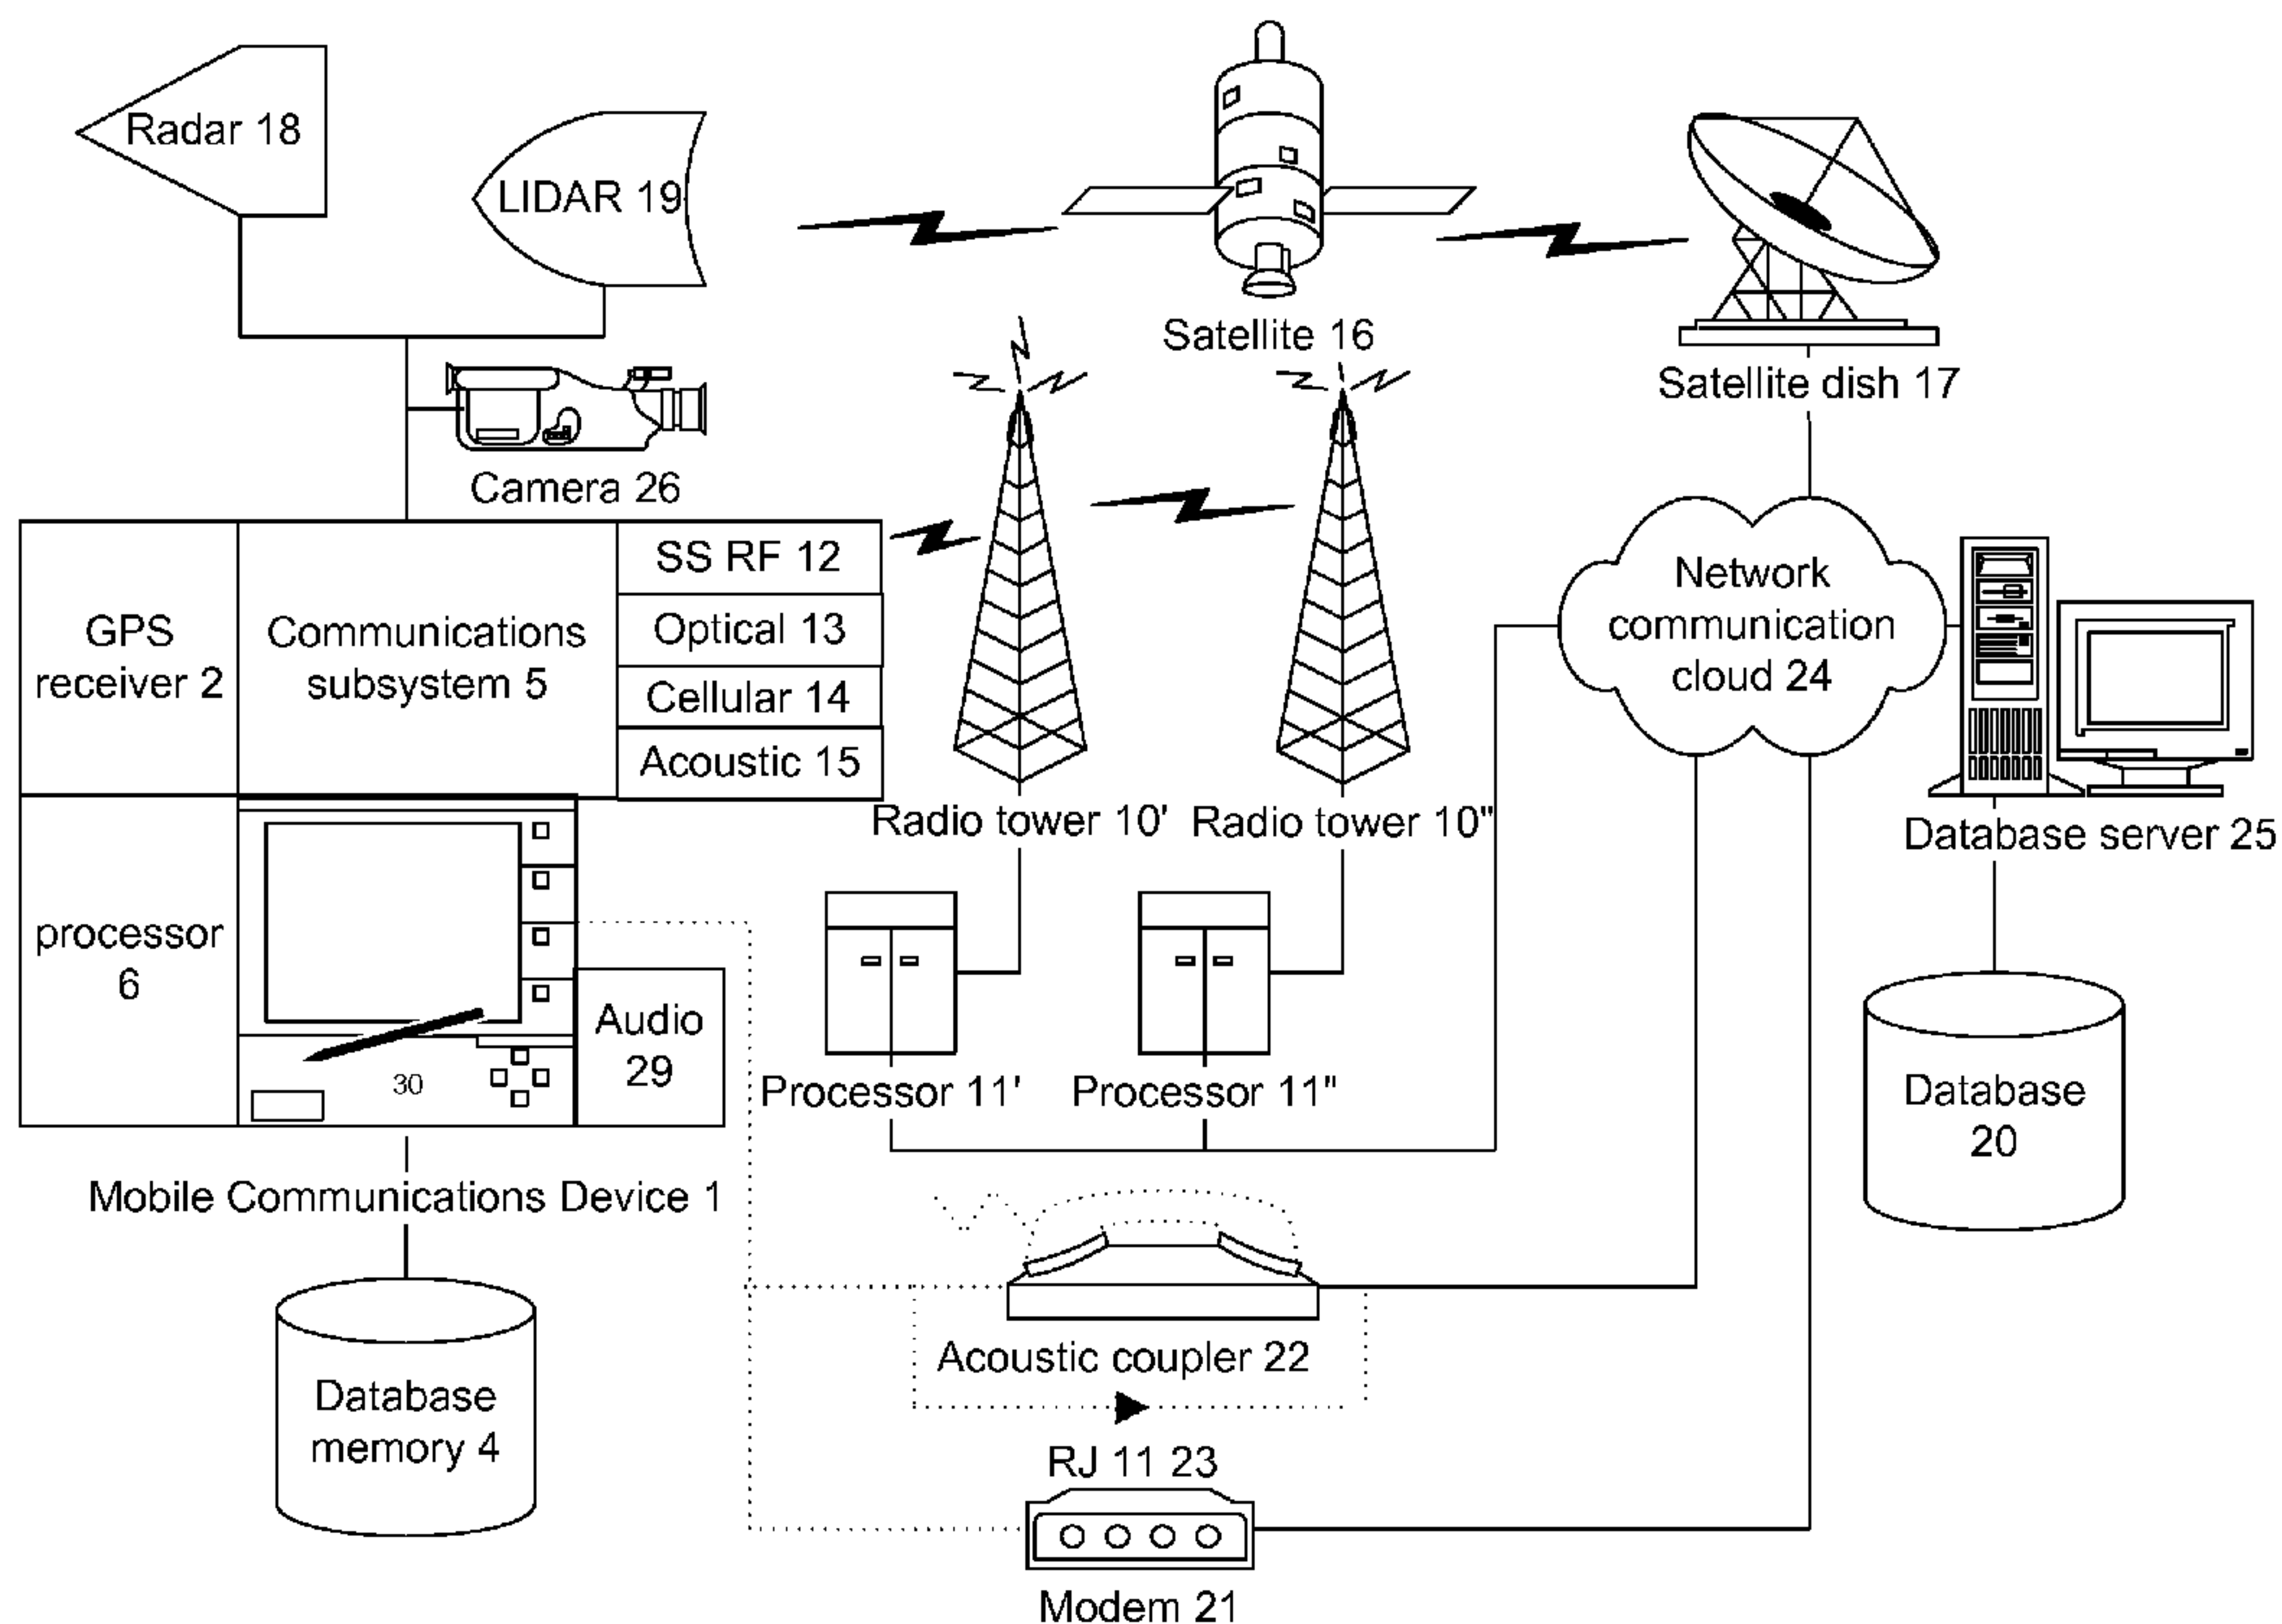 Radar 18
LIDAR 19
Satellite 16
Satellite dish 17
Camera 26
GPS
receiver 2
Communications
subsystem 5
SS RF 12
Optical 13
Cellular 14
Acoustic 15
Network
communication
cloud 24
Radio tower 10'
Radio tower 10"
Database server 25
processor
6
Audio
29
30
Processor 11'
Processor 11"
Database
20
Mobile Communications Device 1
Acoustic coupler 22
Database
memory 4
RJ 11 23
Modem 21